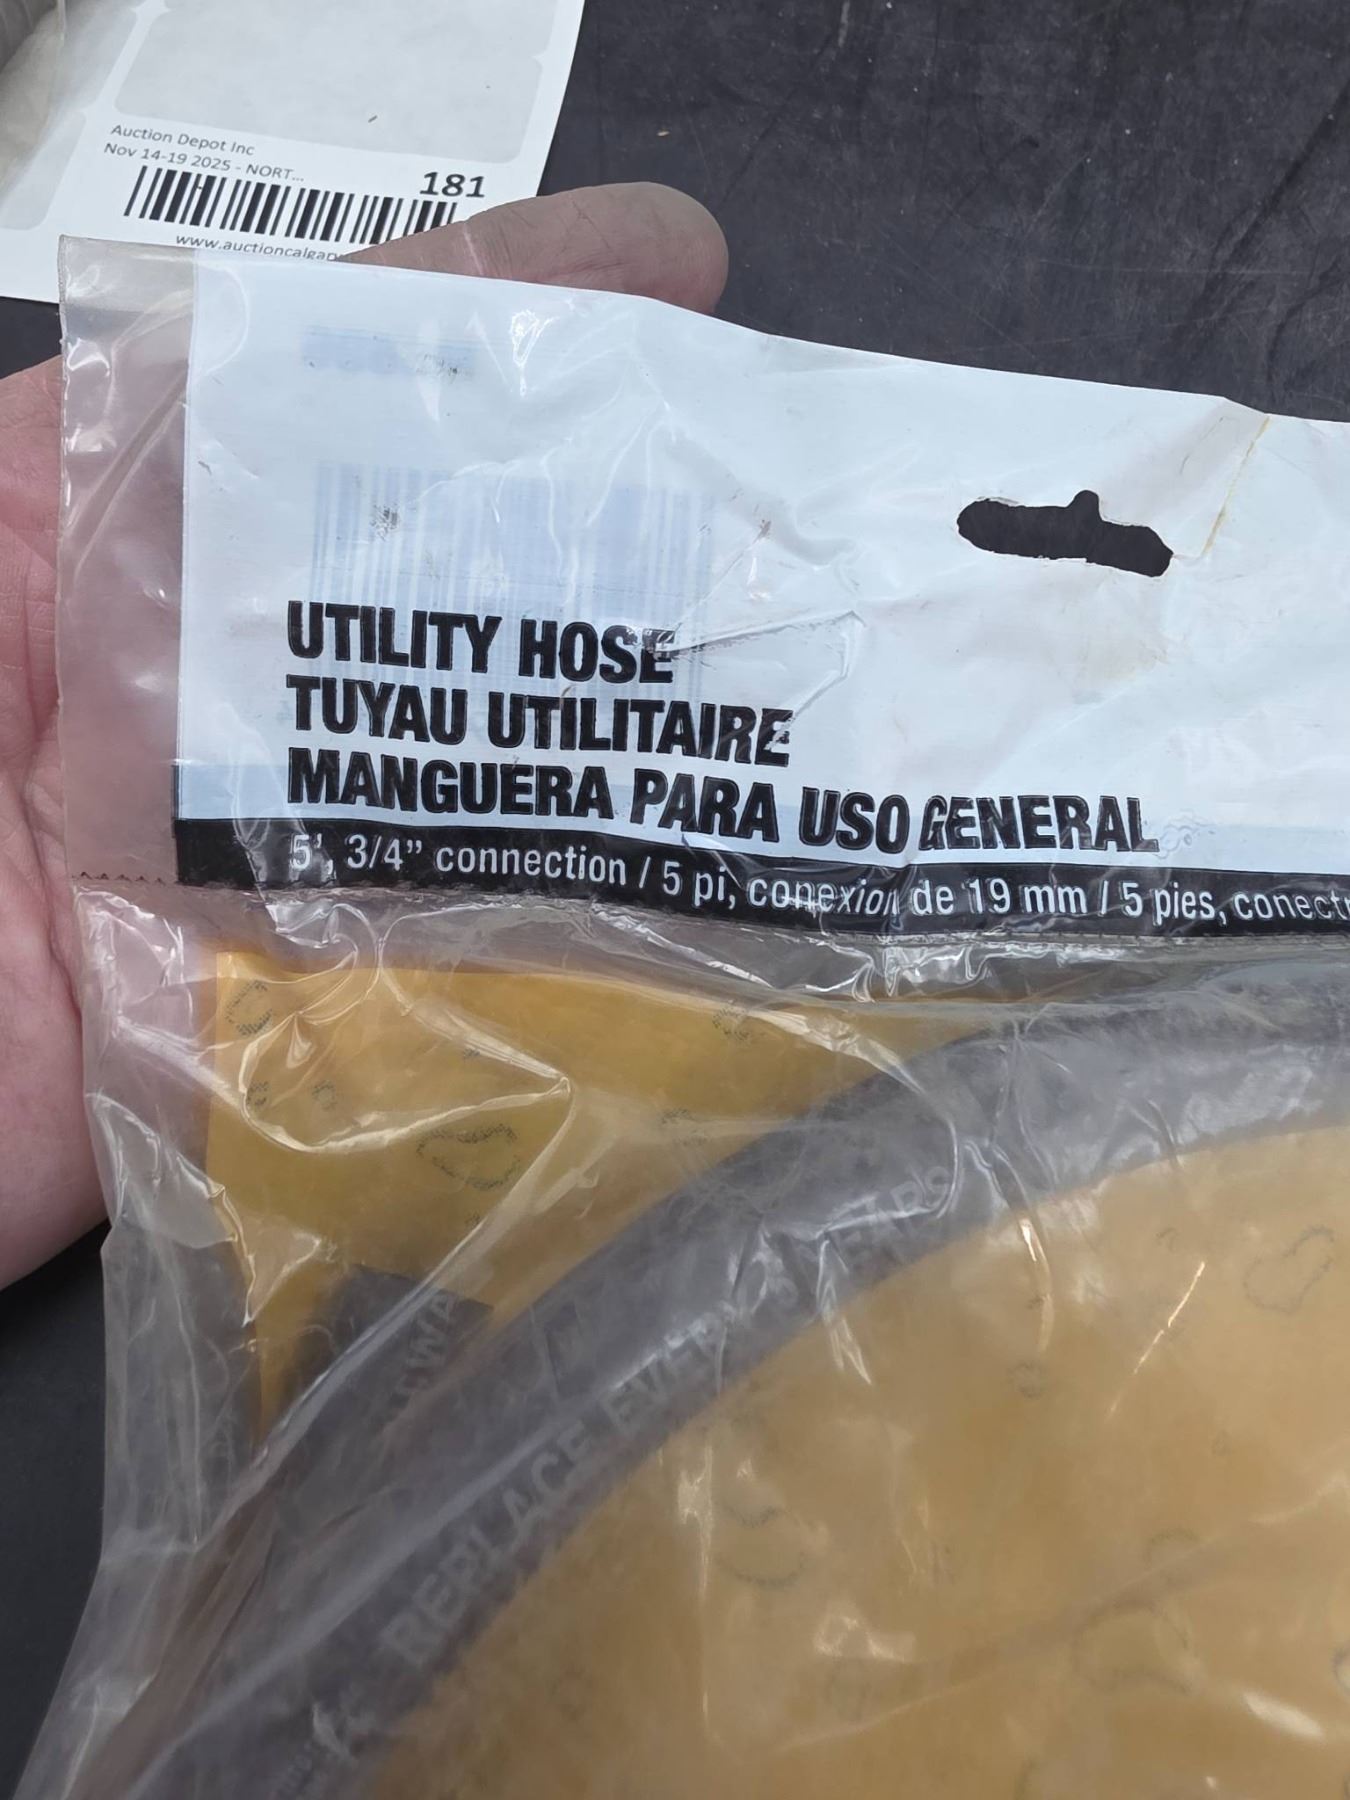 Auction Depot Inc
Nov 14-19 2025 - NORT...
181
www.auctioncalgar
UTILITY HOSE
TUYAU UTILITAIRE
MANGUERA PARA USO GENERAL
5', 3/4" connection / 5 pi, conexion de 19 mm / 5 pies, conect
REPLACE EVERY 5 YEARS